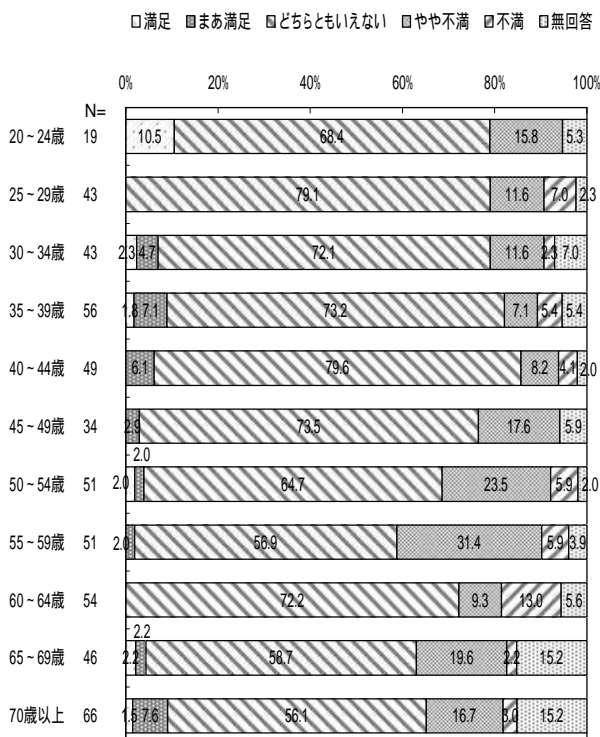 □満足 ■まあ満足 ■どちらともいえない ■やや不満 ■不満 □無回答
0% 20% 40% 60% 80% 100%
N=
20~24歳 19 10.5 68.4 15.8 5.3
25~29歳 43 79.1 11.6 7.0 2.3
30~34歳 43 2.3 4.7 72.1 11.6 2.3 7.0
35~39歳 56 1.8 7.1 73.2 7.1 5.4 5.4
40~44歳 49 6.1 79.6 8.2 4.1 2.0
45~49歳 34 2.9 73.5 17.6 5.9
2.0
50~54歳 51 2.0 64.7 23.5 5.9 2.0
55~59歳 51 2.0 56.9 31.4 5.9 3.9
60~64歳 54 72.2 9.3 13.0 5.6
2.2
65~69歳 46 2.2 58.7 19.6 2.2 15.2
70歳以上 66 1.5 7.6 56.1 16.7 3.0 15.2